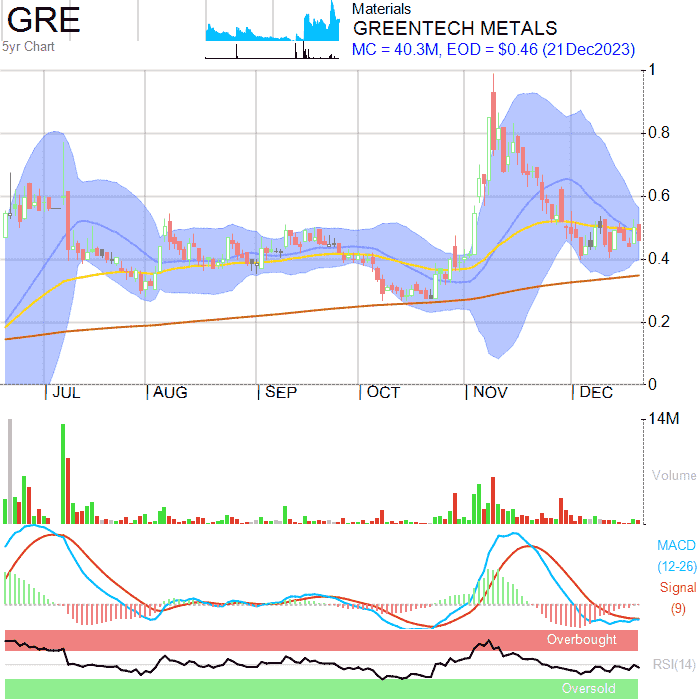 GRE
5yr Chart
Materials
GREENTECH METALS
MC = 40.3M, EOD = $0.46 (21Dec2023)
1
0.8
0.6
0.4
0.2
0
JUL AUG SEP OCT NOV DEC
14M
Volume
MACD
(12-26)
Signal
(9)
Overbought
RSI(14)
Oversold